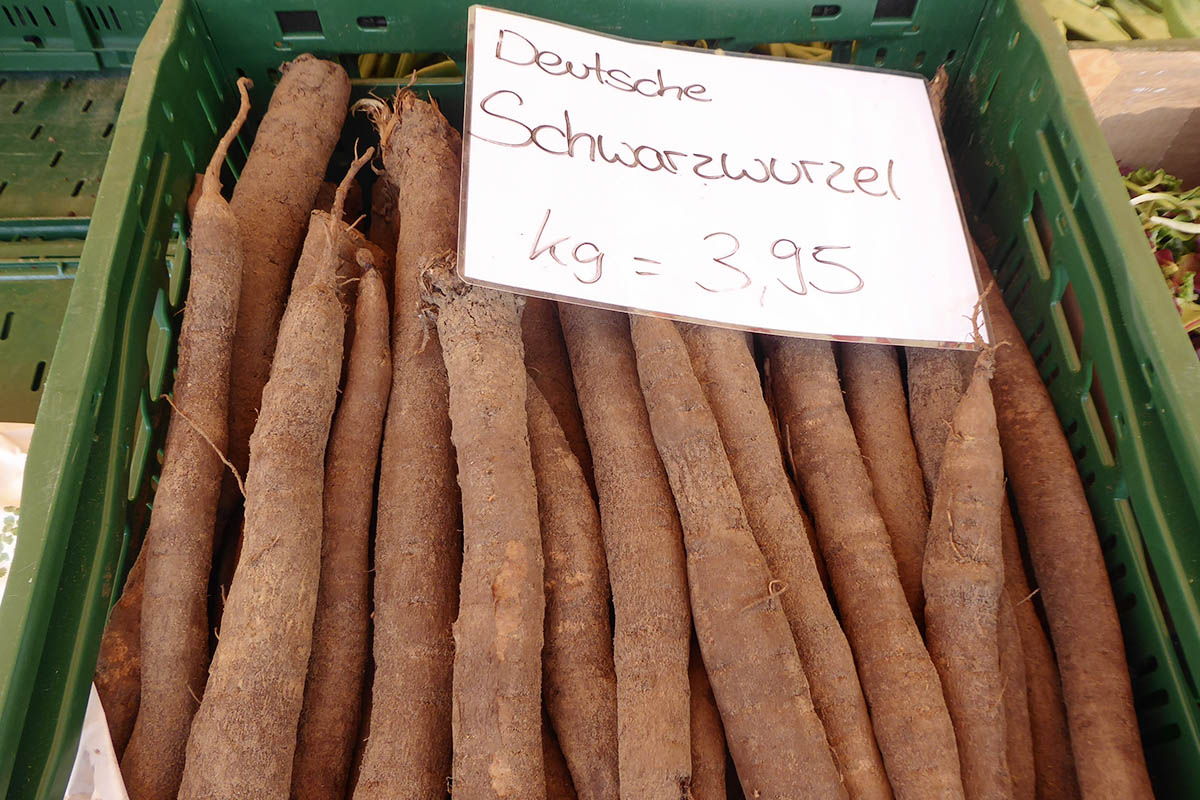 Deutsche
Schwarzwurzel
kg = 3,95